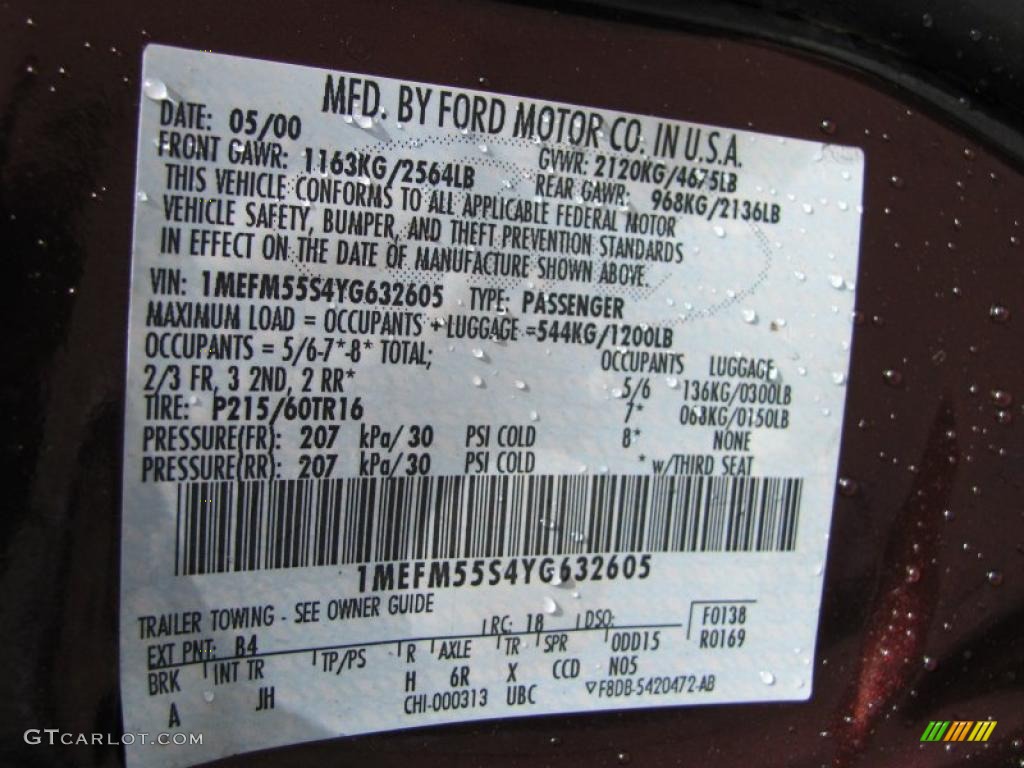 MFD. BY FORD MOTOR CO. IN U.S.A.
DATE: 05/00 GVWR: 2120KG/4675LB
FRONT GAWR: 1163KG/2564LB REAR GAWR: 968KG/2136LB
THIS VEHICLE CONFORMS TO ALL APPLICABLE FEDERAL MOTOR
VEHICLE SAFETY, BUMPER, AND THEFT PREVENTION STANDARDS
IN EFFECT ON THE DATE OF MANUFACTURE SHOWN ABOVE.
VIN: 1MEFM55S4YG632605 TYPE: PASSENGER
MAXIMUM LOAD = OCCUPANTS + LUGGAGE =544KG/1200LB
OCCUPANTS = 5/6-7*-8* TOTAL; OCCUPANTS LUGGAGE
2/3 FR, 3 2ND, 2 RR* 5/6 136KG/0300LB
TIRE: P215/60TR16 7* 068KG/0150LB
PRESSURE(FR): 207 kPa/ 30 PSI COLD 8* NONE
PRESSURE(RR): 207 kPa/ 30 PSI COLD * w/THIRD SEAT
1MEFM55S4YG632605
TRAILER TOWING - SEE OWNER GUIDE
EXT PNT: B4 RC: 18 DSO: F0138
BRK INT TR TP/PS R AXLE TR SPR ODD15 R0169
A JH H 6R X CCD N05
CHI-000313 UBC ▽F8DB-5420472-AB
GTCARLOT.COM